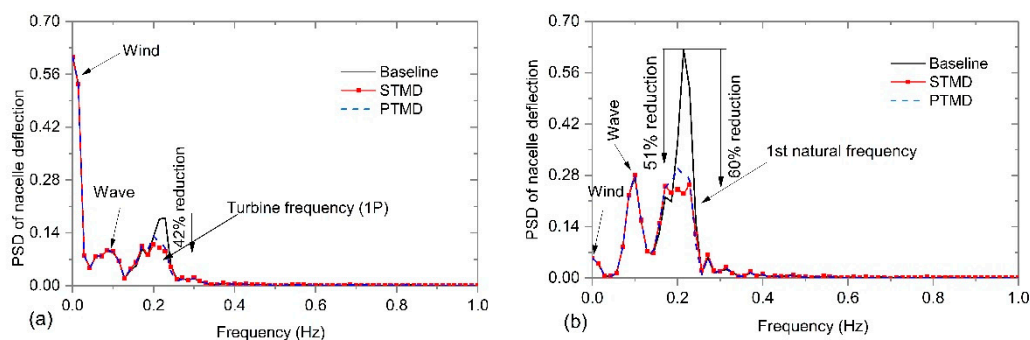 0.70
0.56
0.42
0.28
0.14
0.00
PSD of nacelle deflection
Wind
Wave
Baseline
STMD
PTMD
42% reduction
Turbine frequency (1P)
0.0 0.2 0.4 0.6 0.8 1.0
(a)
Frequency (Hz)
0.70
0.56
0.42
0.28
0.14
0.00
PSD of nacelle deflection
Wind
Wave
51% reduction
60% reduction
Baseline
STMD
PTMD
1st natural frequency
0.0 0.2 0.4 0.6 0.8 1.0
(b)
Frequency (Hz)